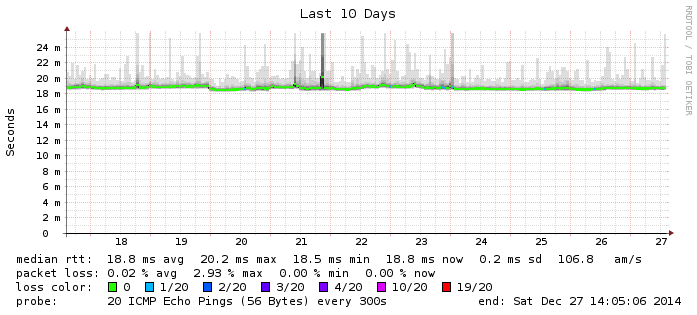 Last 10 Days
RRDTOOL / TOBI OETIKER
Seconds
24 m
22 m
20 m
18 m
16 m
14 m
12 m
10 m
8 m
6 m
4 m
2 m
0
18 19 20 21 22 23 24 25 26 27
median rtt: 18.8 ms avg 20.2 ms max 18.5 ms min 18.8 ms now 0.2 ms sd 106.8 am/s
packet loss: 0.02 % avg 2.93 % max 0.00 % min 0.00 % now
loss color: 0 1/20 2/20 3/20 4/20 10/20 19/20
probe: 20 ICMP Echo Pings (56 Bytes) every 300s end: Sat Dec 27 14:05:06 2014